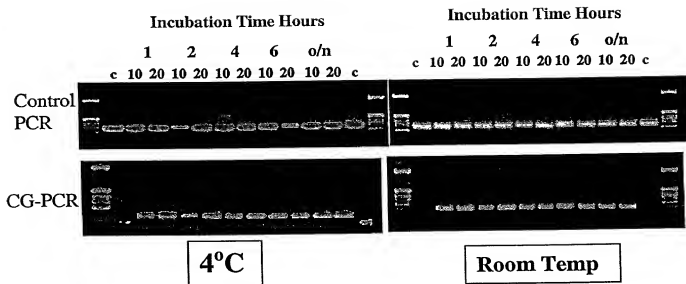 Incubation Time Hours
1 2 4 6 o/n
c 10 20 10 20 10 20 10 20 10 20 c
Incubation Time Hours
1 2 4 6 o/n
c 10 20 10 20 10 20 10 20 10 20 c
Control
PCR
CG-PCR
4°C
Room Temp